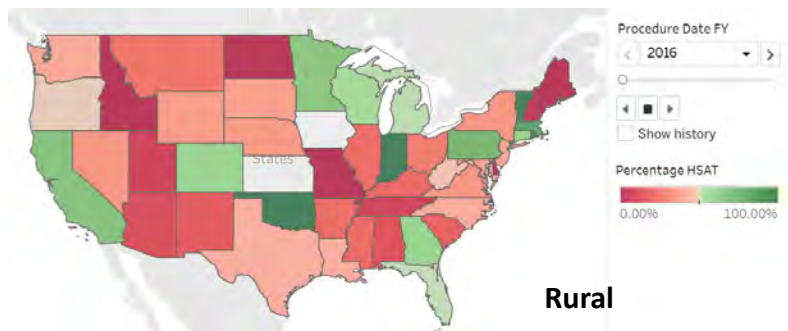 States
Rural
Procedure Date FY
< 2016 >
Show history
Percentage HSAT
0.00% 100.00%